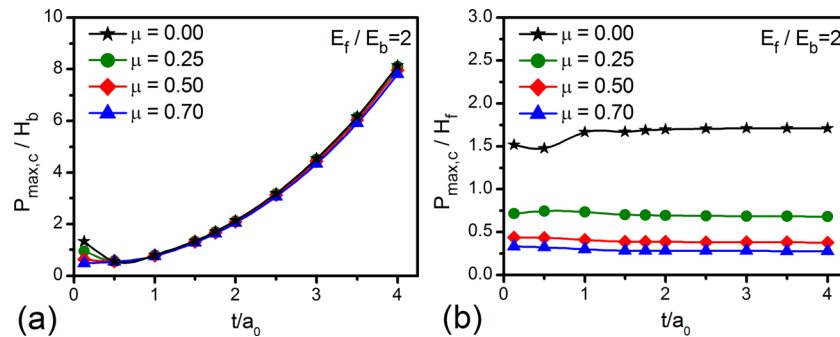 μ = 0.00
μ = 0.25
μ = 0.50
μ = 0.70
E_f / E_b=2
P_max,c / H_b
10
8
6
4
2
0
0 1 2 3 4
t/a_0
(a)
μ = 0.00
μ = 0.25
μ = 0.50
μ = 0.70
E_f / E_b=2
P_max,c / H_f
3.0
2.5
2.0
1.5
1.0
0.5
0.0
0 1 2 3 4
t/a_0
(b)